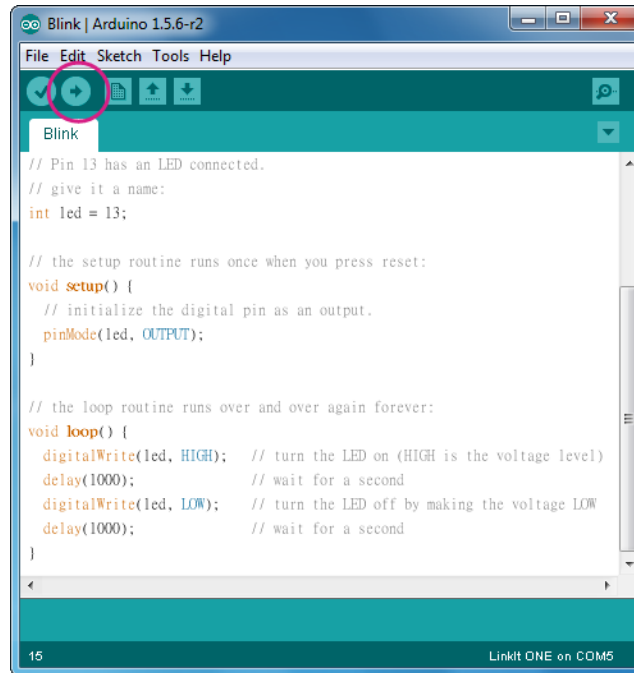 Blink | Arduino 1.5.6-r2
File Edit Sketch Tools Help
Blink
// Pin 13 has an LED connected.
// give it a name:
int led = 13;
// the setup routine runs once when you press reset:
void setup() {
// initialize the digital pin as an output.
pinMode(led, OUTPUT);
}
// the loop routine runs over and over again forever:
void loop() {
digitalWrite(led, HIGH);   // turn the LED on (HIGH is the voltage level)
delay(1000);               // wait for a second
digitalWrite(led, LOW);    // turn the LED off by making the voltage LOW
delay(1000);               // wait for a second
}
15 LinkIt ONE on COM5